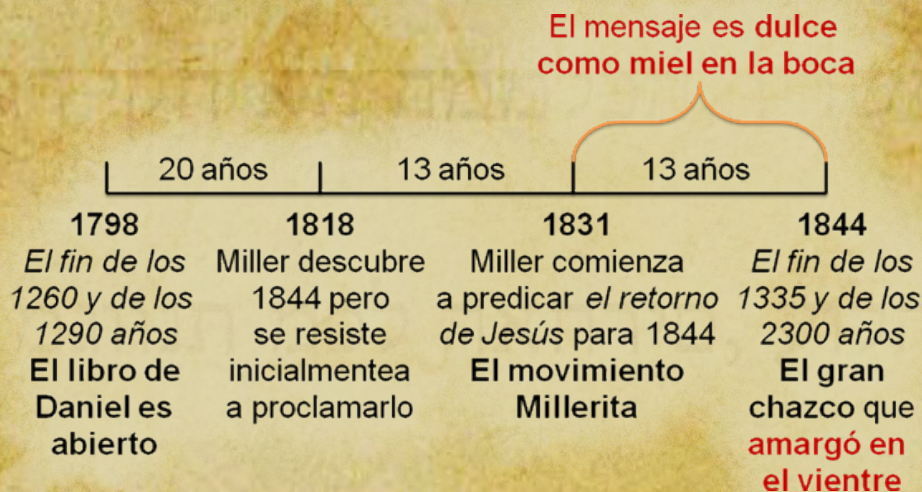 El mensaje es dulce
como miel en la boca
20 años
13 años
13 años
1798
El fin de los
1260 y de los
1290 años
El libro de
Daniel es
abierto
1818
Miller descubre
1844 pero
se resiste
inicialmentea
a proclamarlo
1831
Miller comienza
a predicar el retorno
de Jesús para 1844
El movimiento
Millerita
1844
El fin de los
1335 y de los
2300 años
El gran
chazco que
amargó en
el vientre